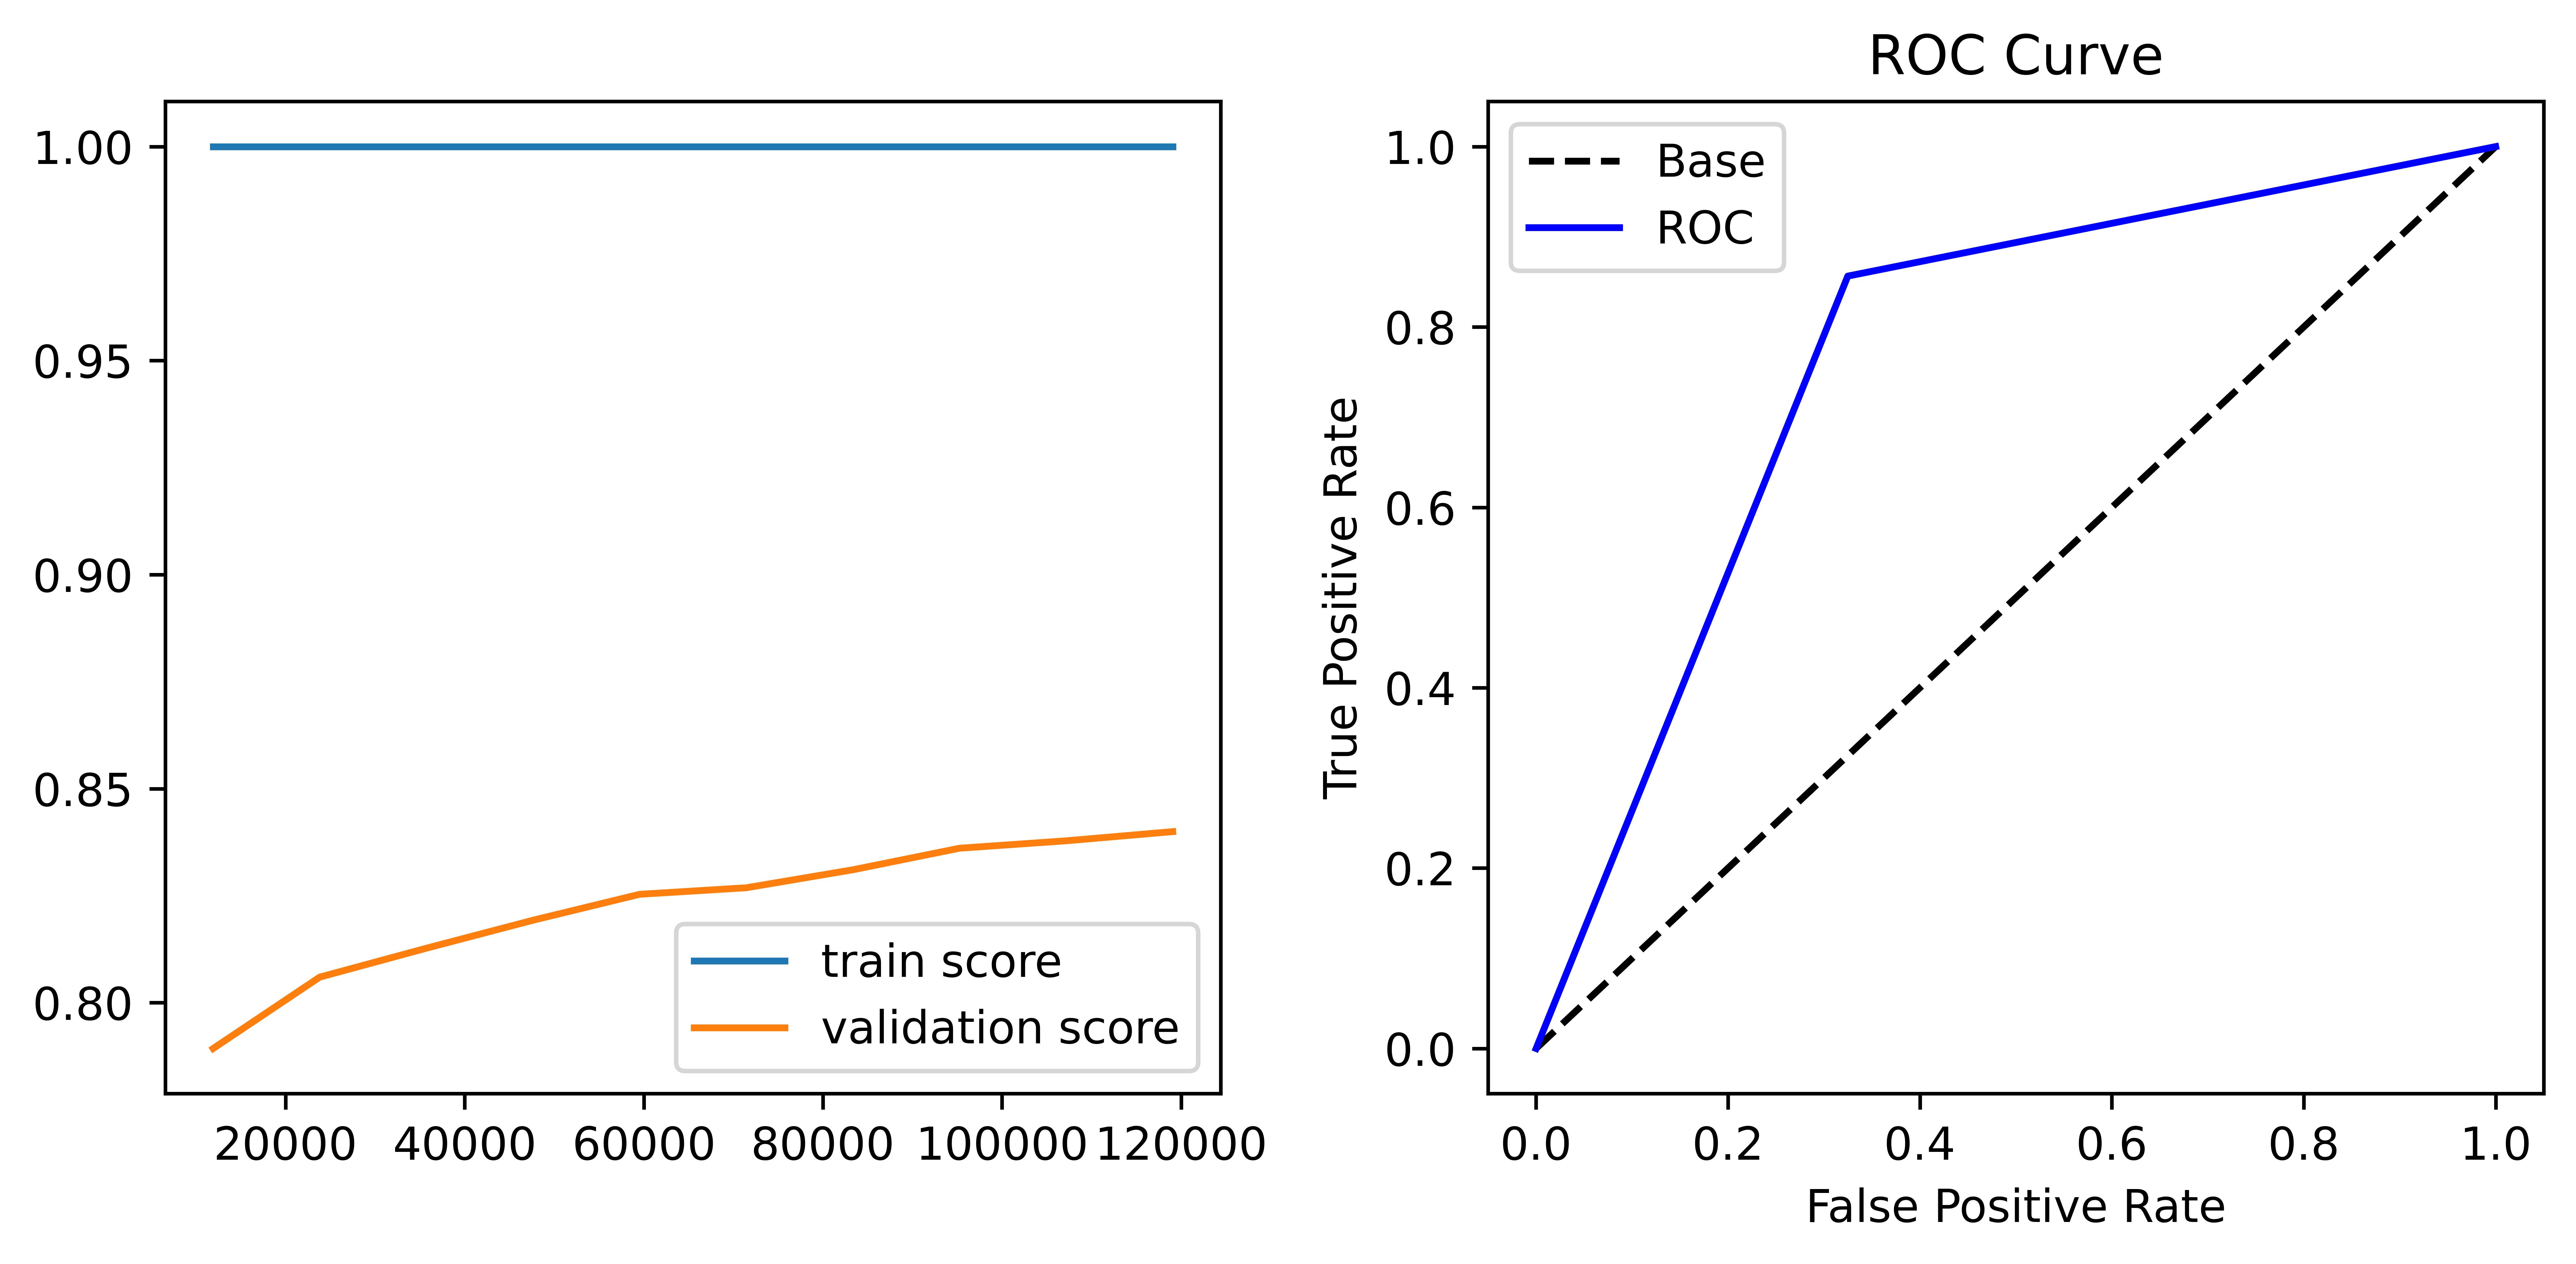 1.00
0.95
0.90
0.85
0.80
train score
validation score
20000 40000 60000 80000 100000 120000
ROC Curve
Base
ROC
True Positive Rate
1.0
0.8
0.6
0.4
0.2
0.0
0.0 0.2 0.4 0.6 0.8 1.0
False Positive Rate